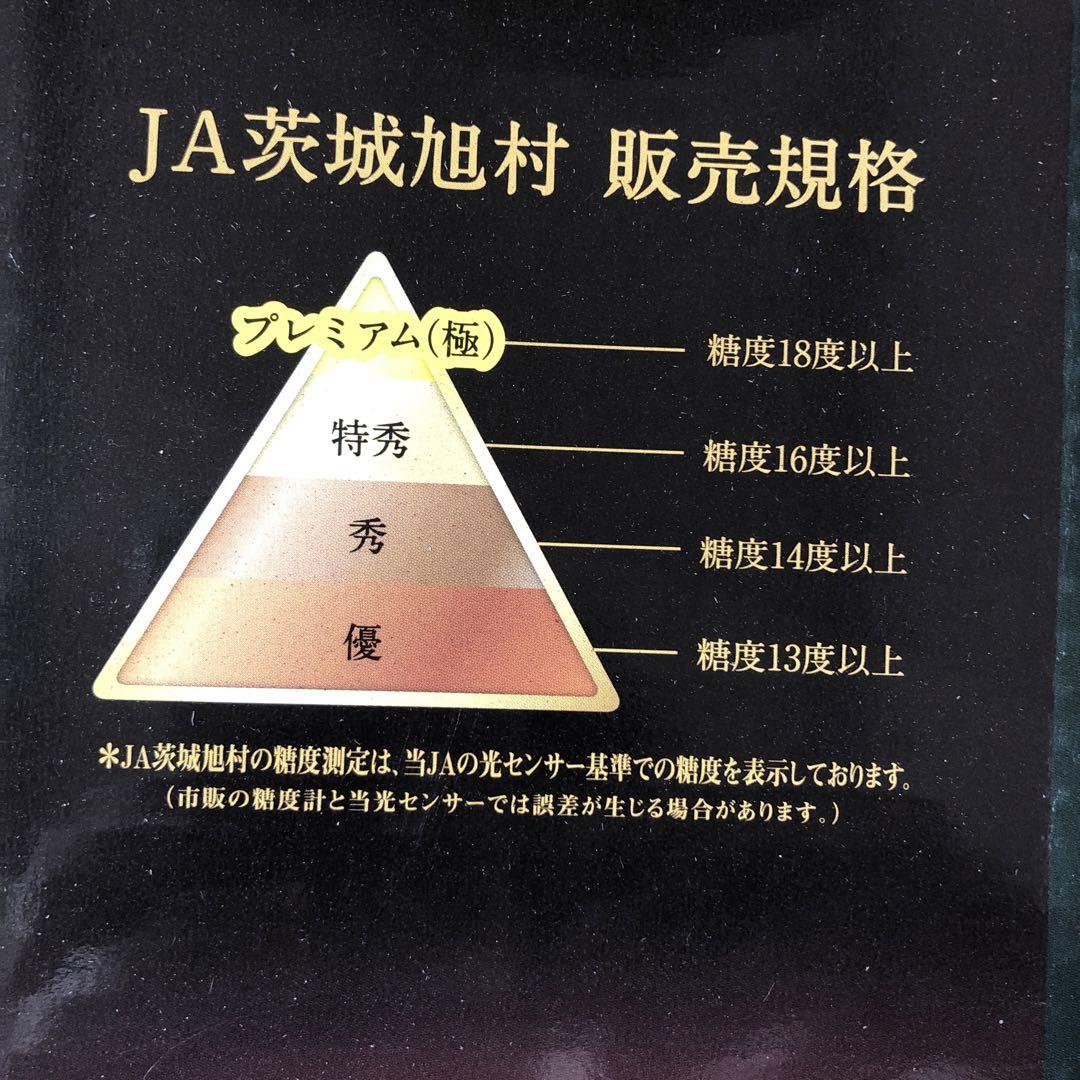 JA茨城旭村 販売規格
プレミアム(極) 糖度18度以上
特秀 糖度16度以上
秀 糖度14度以上
優 糖度13度以上
＊JA茨城旭村の糖度測定は、当JAの光センサー基準での糖度を表示しております。
(市販の糖度計と当光センサーでは誤差が生じる場合があります。)